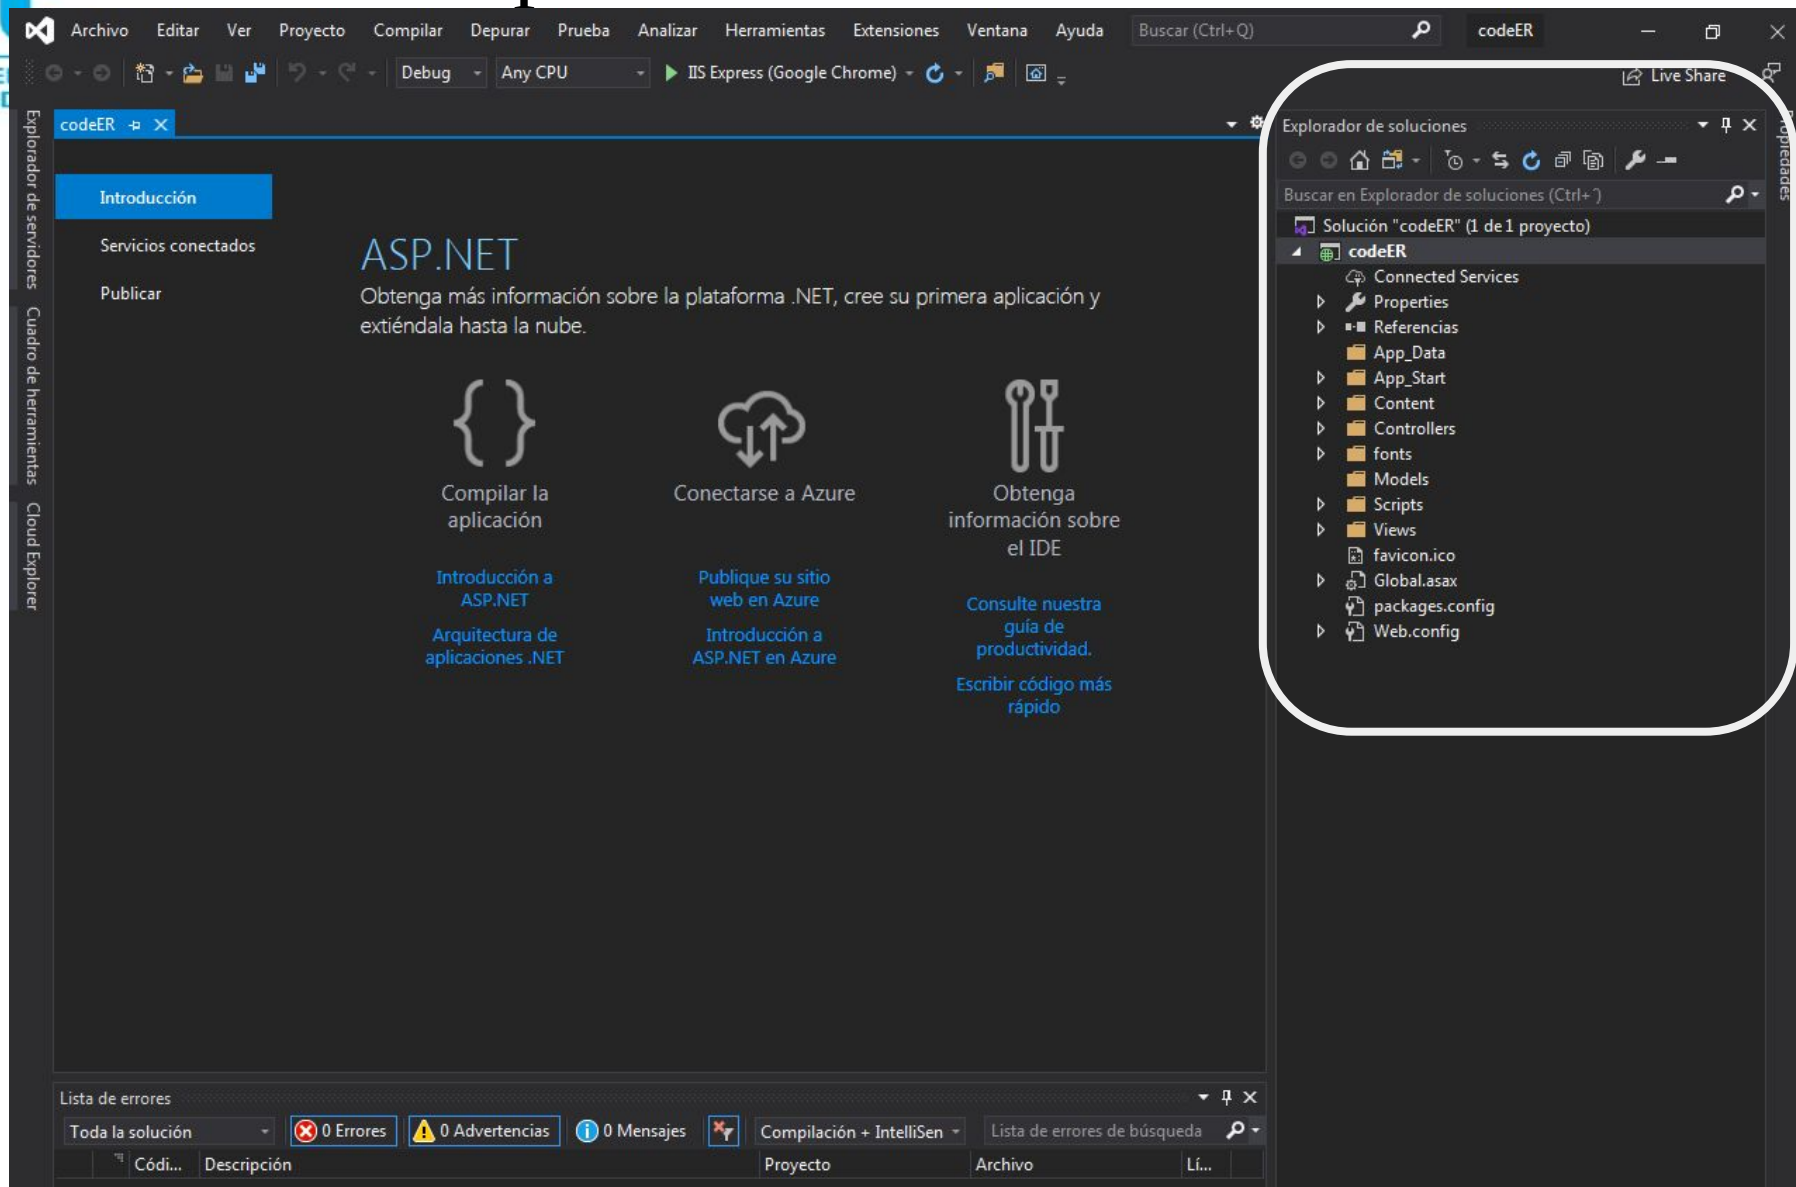 Archivo Editar Ver Proyecto Compilar Depurar Prueba Analizar Herramientas Extensiones Ventana Ayuda Buscar (Ctrl+Q) codeER
Debug Any CPU IIS Express (Google Chrome) Live Share
Explorador de servidores
Cuadro de herramientas
Cloud Explorer
codeER
Introducción
Servicios conectados
Publicar
ASP.NET
Obtenga más información sobre la plataforma .NET, cree su primera aplicación y
extiéndala hasta la nube.
Compilar la
aplicación
Introducción a
ASP.NET
Arquitectura de
aplicaciones .NET
Conectarse a Azure
Publique su sitio
web en Azure
Introducción a
ASP.NET en Azure
Obtenga
información sobre
el IDE
Consulte nuestra
guía de
productividad.
Escribir código más
rápido
Explorador de soluciones
Buscar en Explorador de soluciones (Ctrl+´)
Solución "codeER" (1 de 1 proyecto)
codeER
Connected Services
Properties
Referencias
App_Data
App_Start
Content
Controllers
fonts
Models
Scripts
Views
favicon.ico
Global.asax
packages.config
Web.config
Propiedades
Lista de errores
Toda la solución 0 Errores 0 Advertencias 0 Mensajes Compilación + IntelliSen Lista de errores de búsqueda
Códi... Descripción Proyecto Archivo Lí...